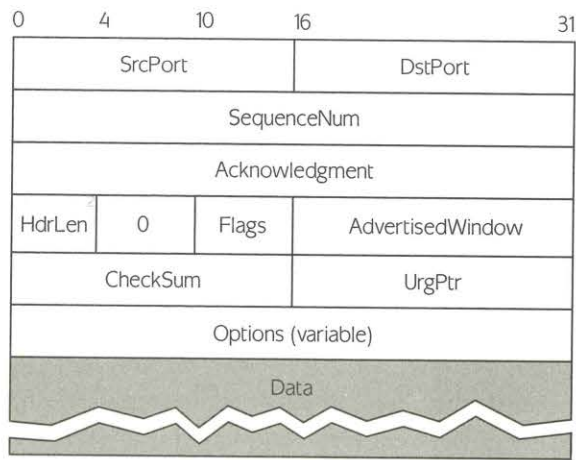 0 4 10 16 31
SrcPort DstPort
SequenceNum
Acknowledgment
HdrLen 0 Flags AdvertisedWindow
CheckSum UrgPtr
Options (variable)
Data